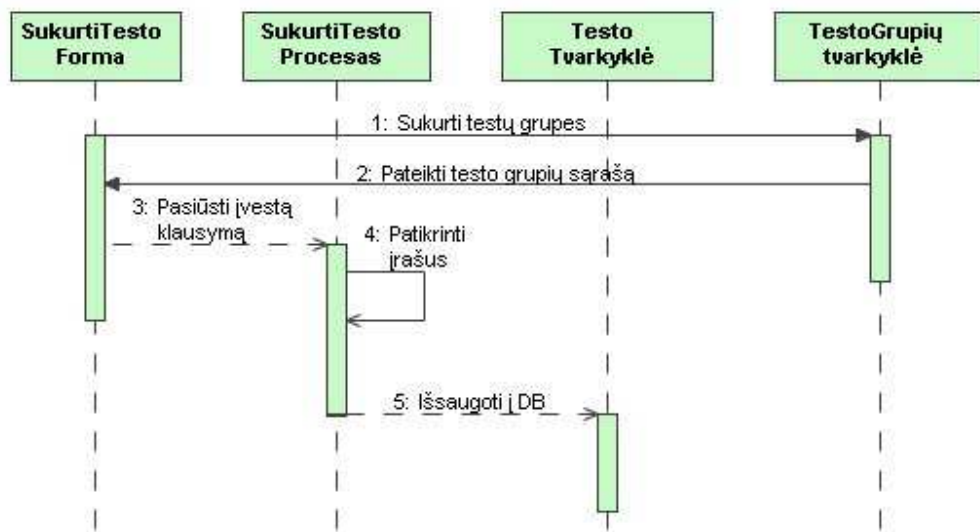 SukurtiTesto
Forma
SukurtiTesto
Procesas
Testo
Tvarkyklė
TestoGrupių
tvarkyklė
1: Sukurti testų grupes
2: Pateikti testo grupių sąrašą
3: Pasiūsti įvestą
klausymą
4: Patikrinti
įrašus
5: Išsaugoti į DB